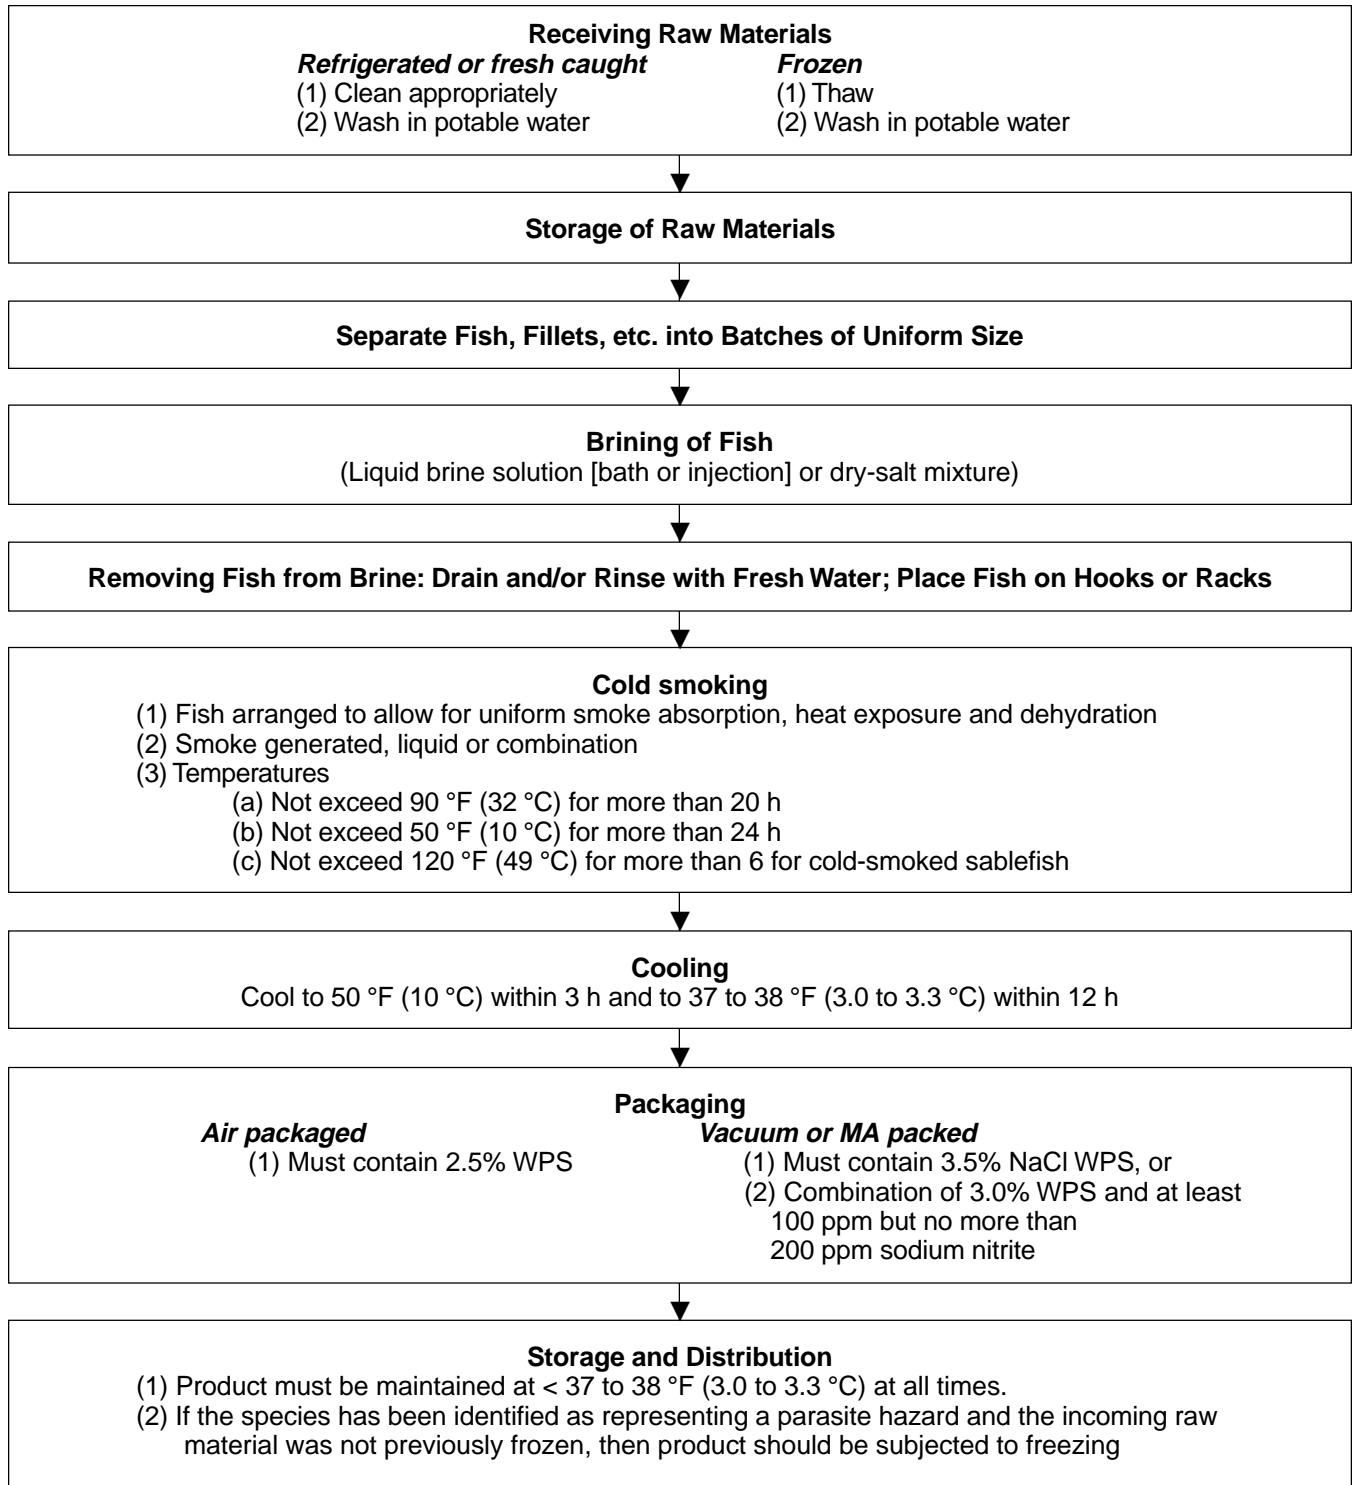 Receiving Raw Materials
Refrigerated or fresh caught
(1) Clean appropriately
(2) Wash in potable water
Frozen
(1) Thaw
(2) Wash in potable water
Storage of Raw Materials
Separate Fish, Fillets, etc. into Batches of Uniform Size
Brining of Fish
(Liquid brine solution [bath or injection] or dry-salt mixture)
Removing Fish from Brine: Drain and/or Rinse with Fresh Water; Place Fish on Hooks or Racks
Cold smoking
(1) Fish arranged to allow for uniform smoke absorption, heat exposure and dehydration
(2) Smoke generated, liquid or combination
(3) Temperatures
(a) Not exceed 90 °F (32 °C) for more than 20 h
(b) Not exceed 50 °F (10 °C) for more than 24 h
(c) Not exceed 120 °F (49 °C) for more than 6 for cold-smoked sablefish
Cooling
Cool to 50 °F (10 °C) within 3 h and to 37 to 38 °F (3.0 to 3.3 °C) within 12 h
Packaging
Air packaged
(1) Must contain 2.5% WPS
Vacuum or MA packed
(1) Must contain 3.5% NaCl WPS, or
(2) Combination of 3.0% WPS and at least
100 ppm but no more than
200 ppm sodium nitrite
Storage and Distribution
(1) Product must be maintained at < 37 to 38 °F (3.0 to 3.3 °C) at all times.
(2) If the species has been identified as representing a parasite hazard and the incoming raw
material was not previously frozen, then product should be subjected to freezing